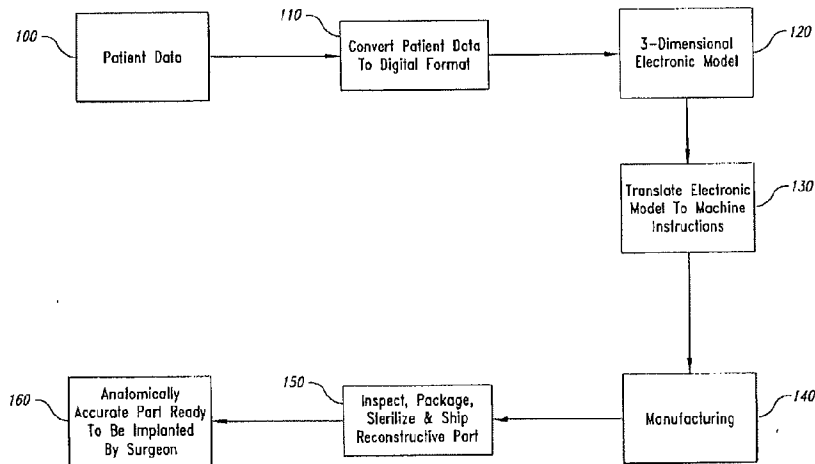 100
Patient Data
110
Convert Patient Data
To Digital Format
120
3-Dimensional
Electronic Model
130
Translate Electronic
Model To Machine
Instructions
140
Manufacturing
150
Inspect, Package,
Sterilize & Ship
Reconstructive Part
160
Anatomically
Accurate Part Ready
To Be Implanted
By Surgeon